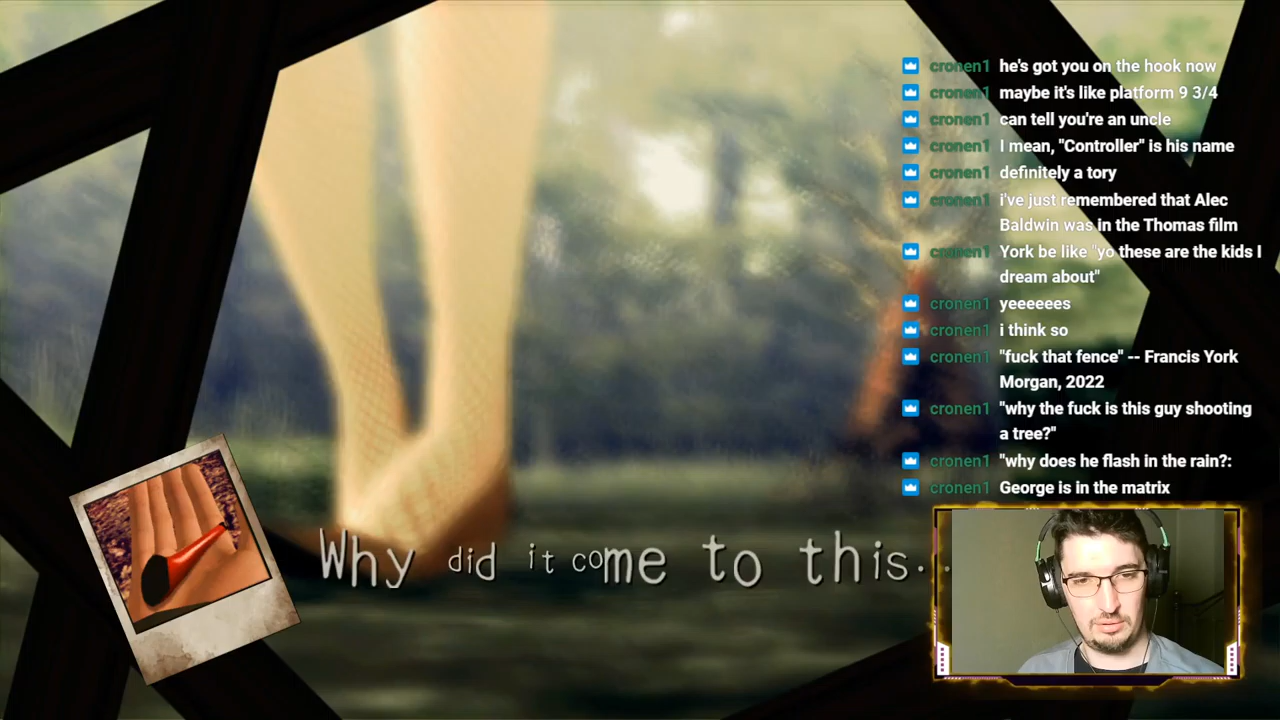 cronen1 he's got you on the hook now
cronen1 maybe it's like platform 9 3/4
cronen1 can tell you're an uncle
cronen1 I mean, "Controller" is his name
cronen1 definitely a tory
cronen1 i've just remembered that Alec
Baldwin was in the Thomas film
cronen1 York be like "yo these are the kids I
dream about"
cronen1 yeeeeees
cronen1 i think so
cronen1 "fuck that fence" -- Francis York
Morgan, 2022
cronen1 "why the fuck is this guy shooting
a tree?"
cronen1 "why does he flash in the rain?:
cronen1 George is in the matrix
Why did it come to this...